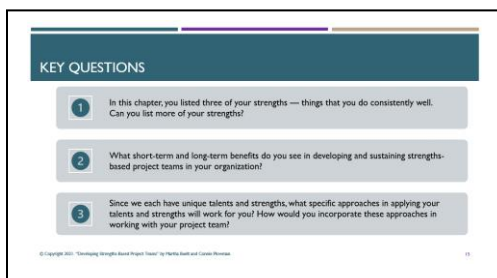 KEY QUESTIONS
1
In this chapter, you listed three of your strengths — things that you do consistently well.
Can you list more of your strengths?
2
What short-term and long-term benefits do you see in developing and sustaining strengths-
based project teams in your organization?
3
Since we each have unique talents and strengths, what specific approaches in applying your
talents and strengths will work for you? How would you incorporate these approaches in
working with your project team?
© Copyright 2021 "Developing Strengths Based Project Teams" by Martha Buelt and Connie Plowman